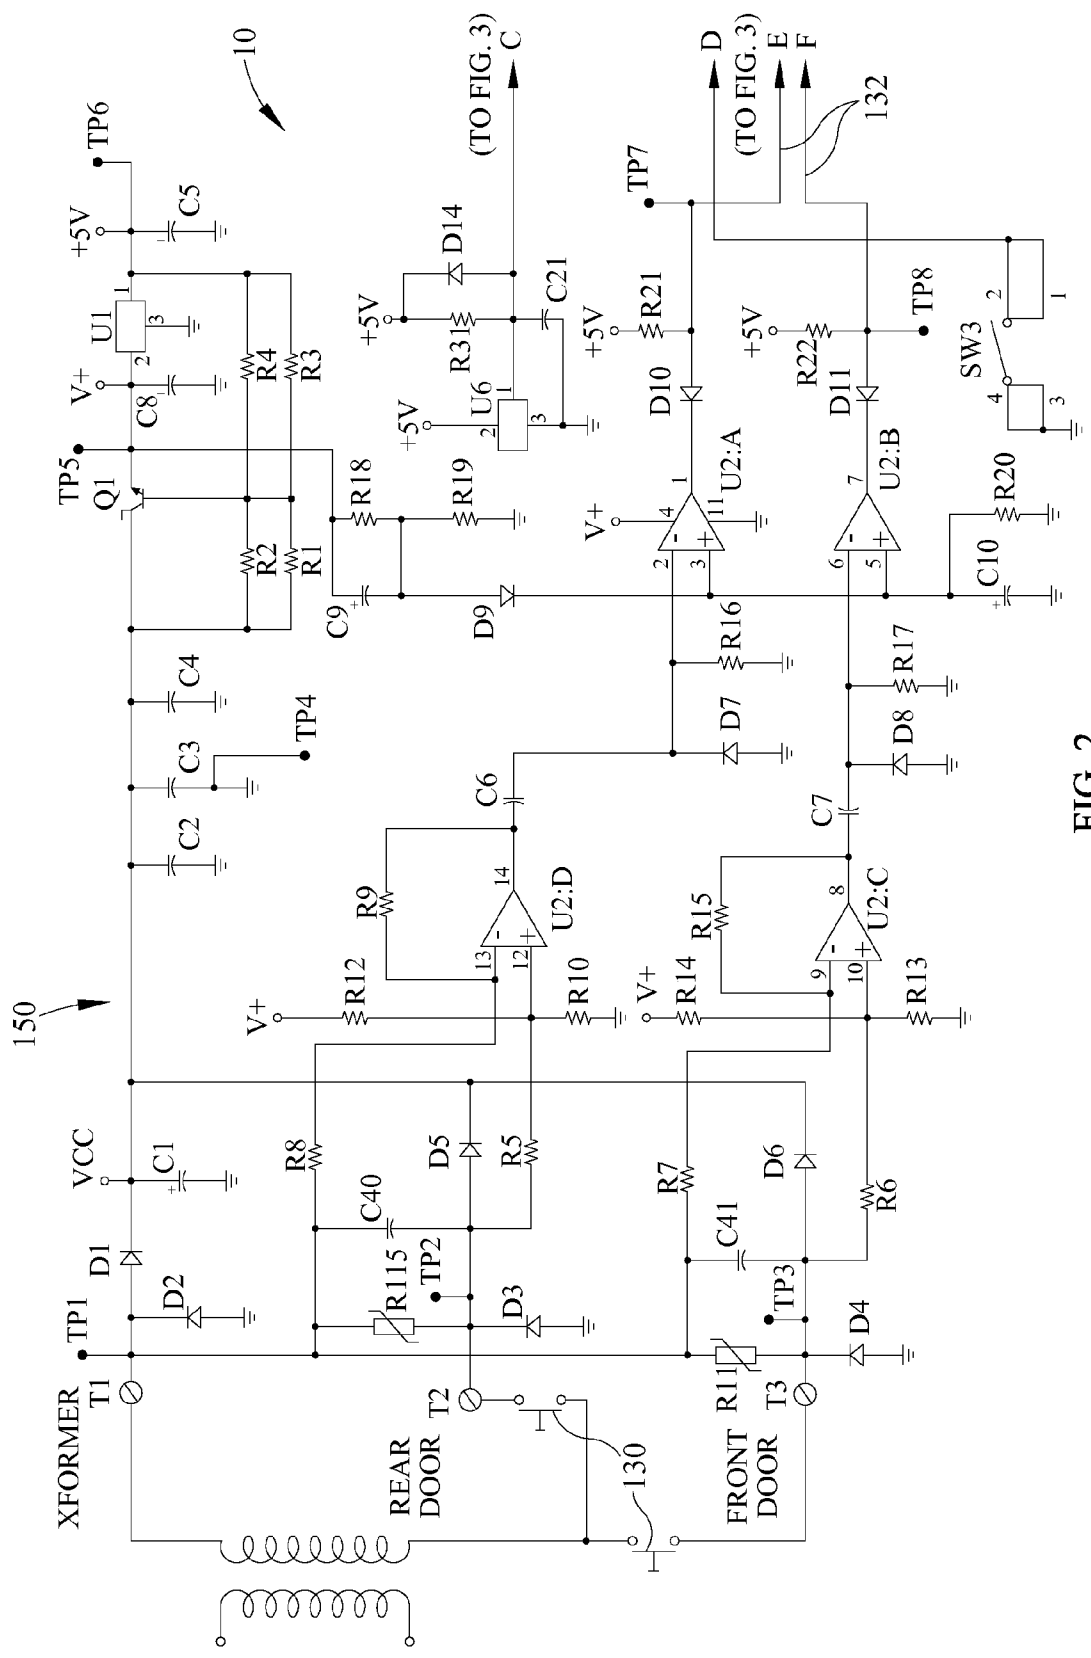 10
150
XFORMER
T1
TP1
D1
D2
VCC
C1
C2
C3
TP4
C4
R2
R1
Q1
TP5
R4
R3
V+
C8
U1
2
1
3
+5V
C5
TP6
C9
+
R18
R19
D9
+5V
U6
2
1
3
+5V
R31
D14
C21
(TO FIG. 3)
C
REAR
DOOR
T2
R115
TP2
D3
C40
R8
D5
R5
V+
R12
R10
R9
13
12
-
+
14
U2:D
C6
D7
R16
V+
2
3
4
11
-
+
1
U2:A
D10
+5V
R21
TP7
D
(TO FIG. 3)
E
F
132
130
FRONT
DOOR
T3
R11
TP3
D4
C41
R7
D6
R6
V+
R14
R13
R15
9
10
-
+
8
U2:C
C7
D8
R17
6
5
-
+
7
U2:B
D11
+5V
R22
TP8
C10
+
R20
SW3
4
3
2
1
FIG. 2